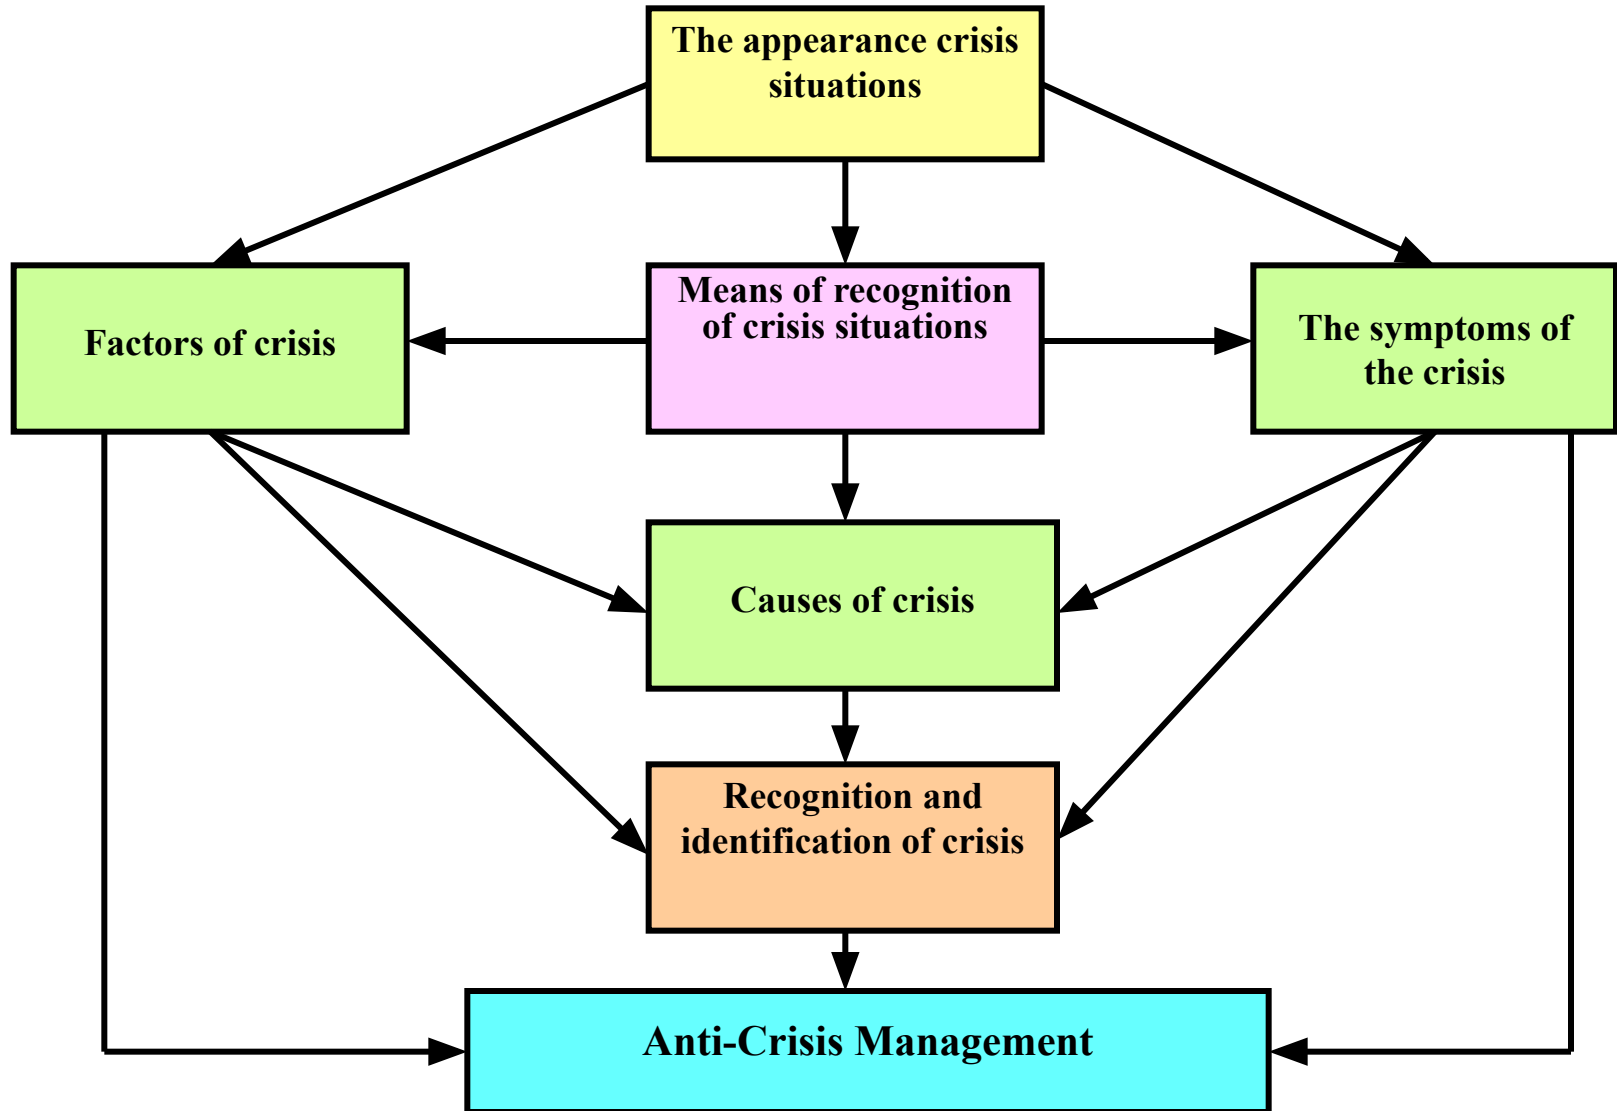 The appearance crisis
situations
Factors of crisis
Means of recognition
of crisis situations
The symptoms of
the crisis
Causes of crisis
Recognition and
identification of crisis
Anti-Crisis Management